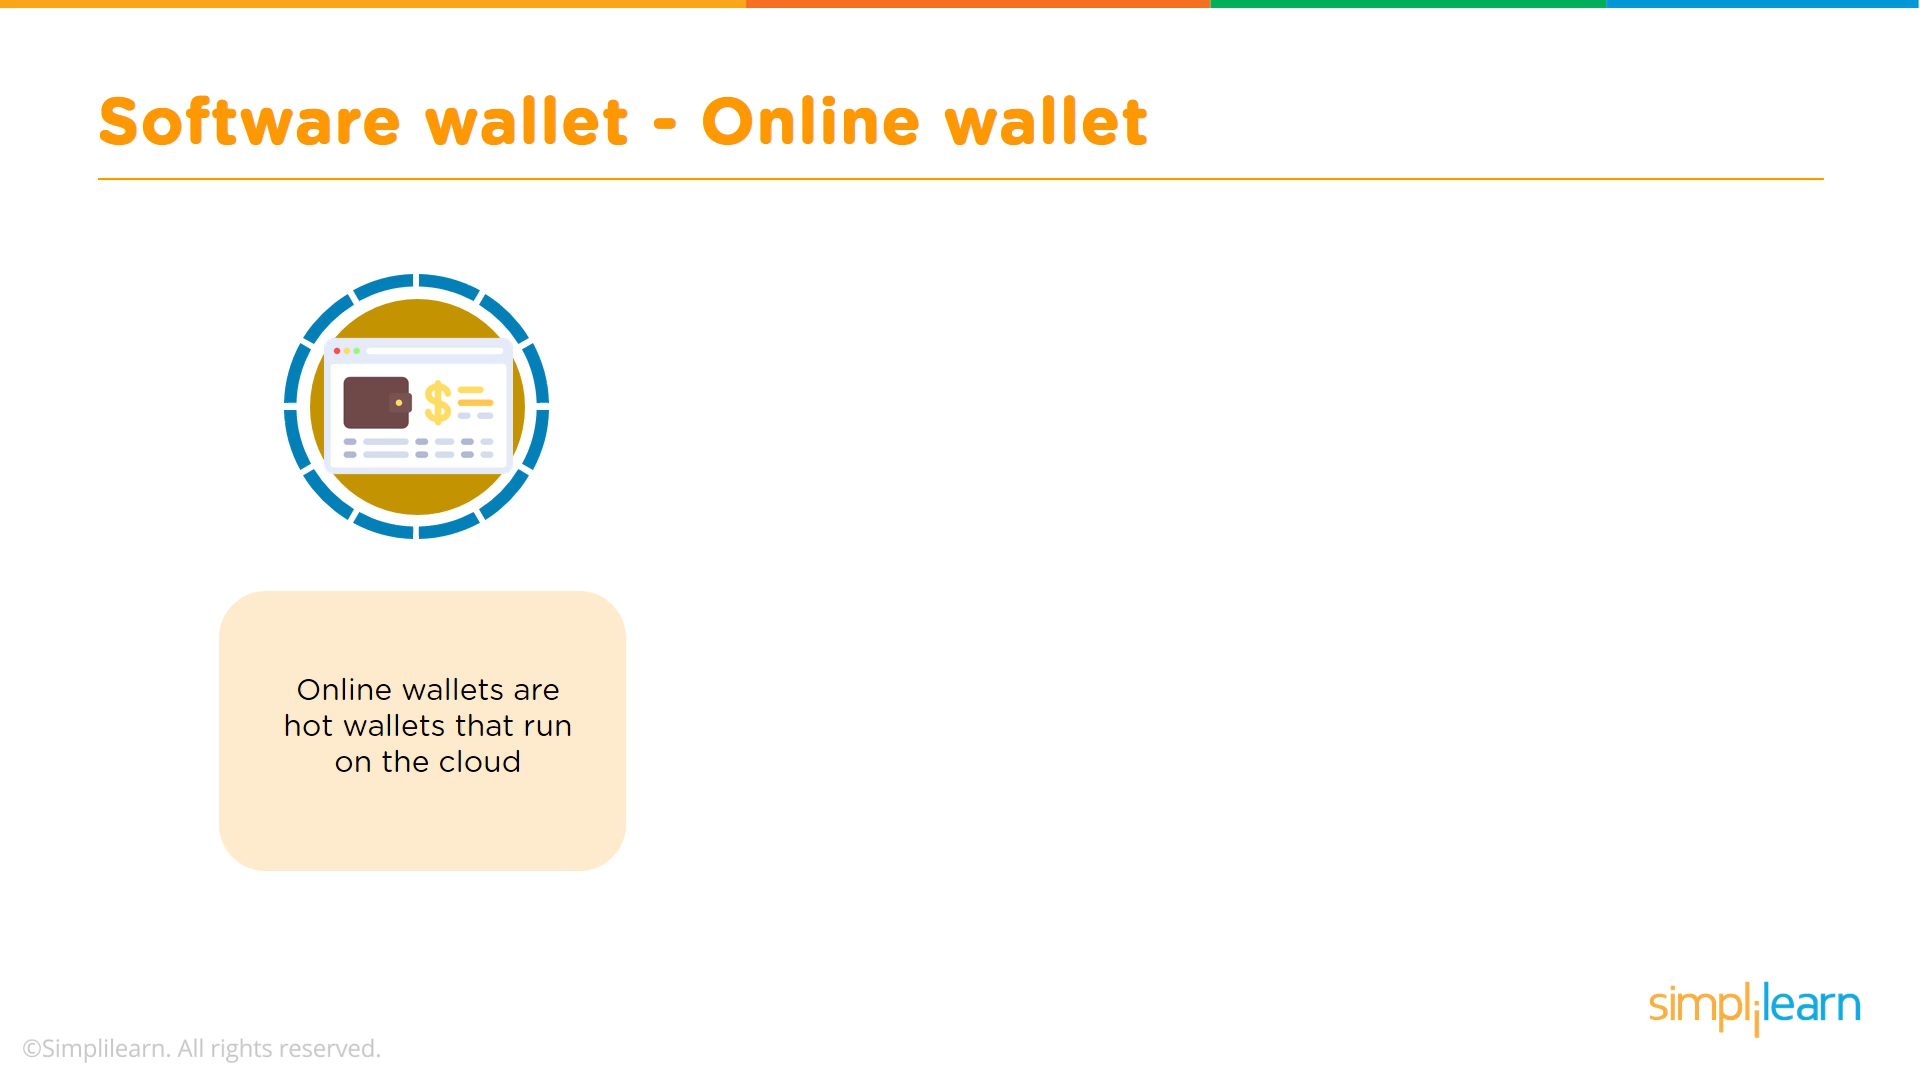 Software wallet - Online wallet
$
Online wallets are
hot wallets that run
on the cloud
simplilearn
©Simplilearn. All rights reserved.